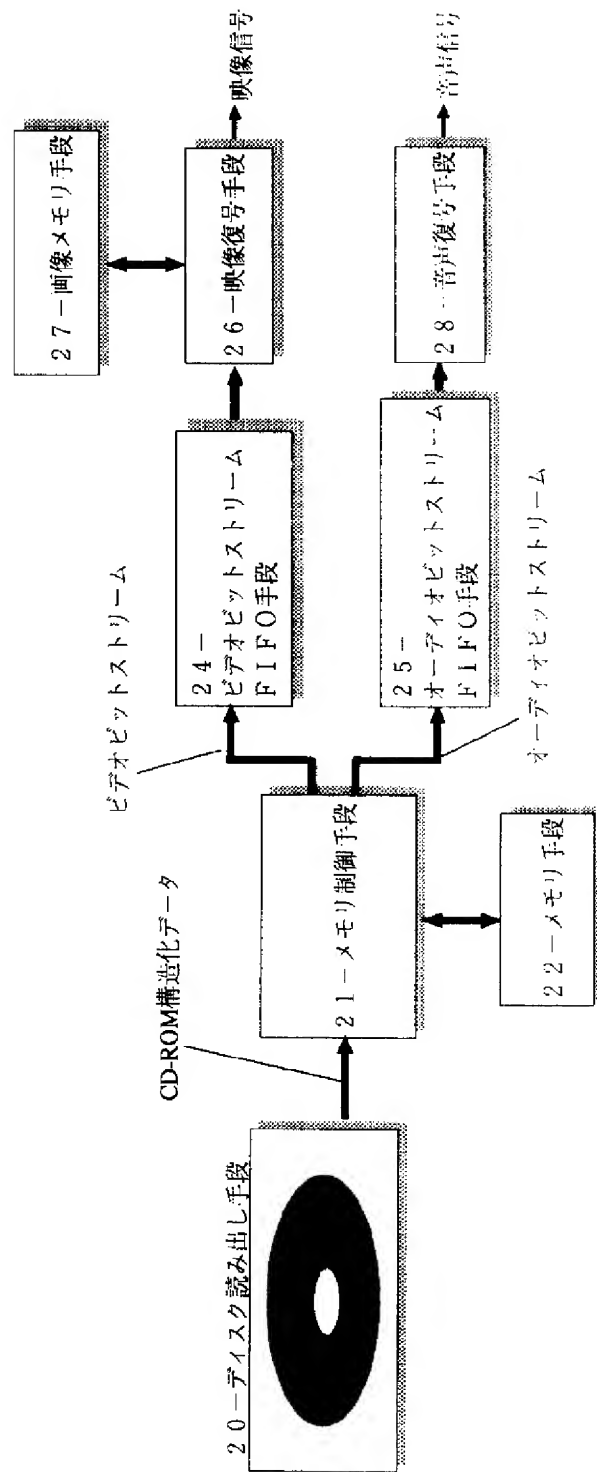 20-ディスク読み出し手段
CD-ROM構造化データ
21-メモリ制御手段
22-メモリ手段
ビデオビットストリーム
24-
ビデオビットストリーム
FIFO手段
オーディオビットストリーム
25-
オーディオビットストリーム
FIFO手段
27-画像メモリ手段
26-映像復号手段
映像信号
28-音声復号手段
音声信号